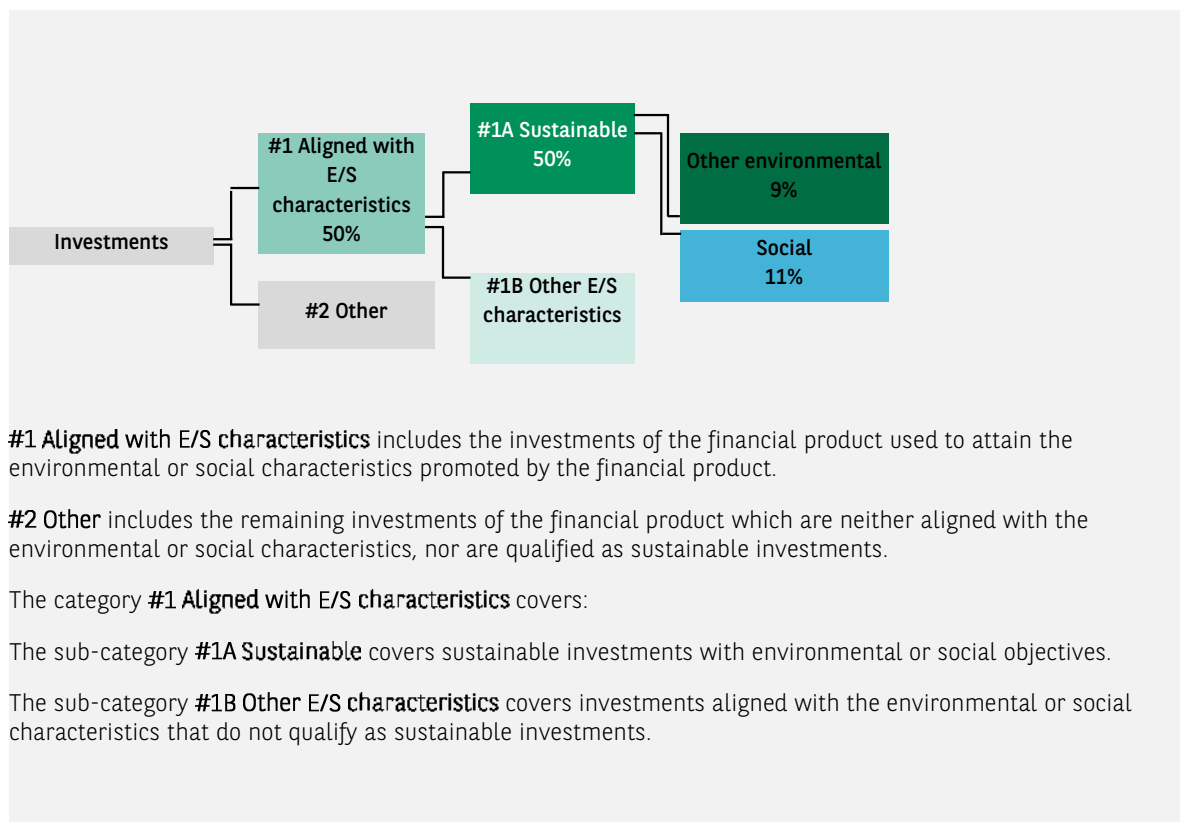 #1A Sustainable
50%
#1 Aligned with
E/S
characteristics
50%
Other environmental
9%
Investments
Social
11%
#2 Other
#1B Other E/S
characteristics
#1 Aligned with E/S characteristics includes the investments of the financial product used to attain the
environmental or social characteristics promoted by the financial product.
#2 Other includes the remaining investments of the financial product which are neither aligned with the
environmental or social characteristics, nor are qualified as sustainable investments.
The category #1 Aligned with E/S characteristics covers:
The sub-category #1A Sustainable covers sustainable investments with environmental or social objectives.
The sub-category #1B Other E/S characteristics covers investments aligned with the environmental or social
characteristics that do not qualify as sustainable investments.